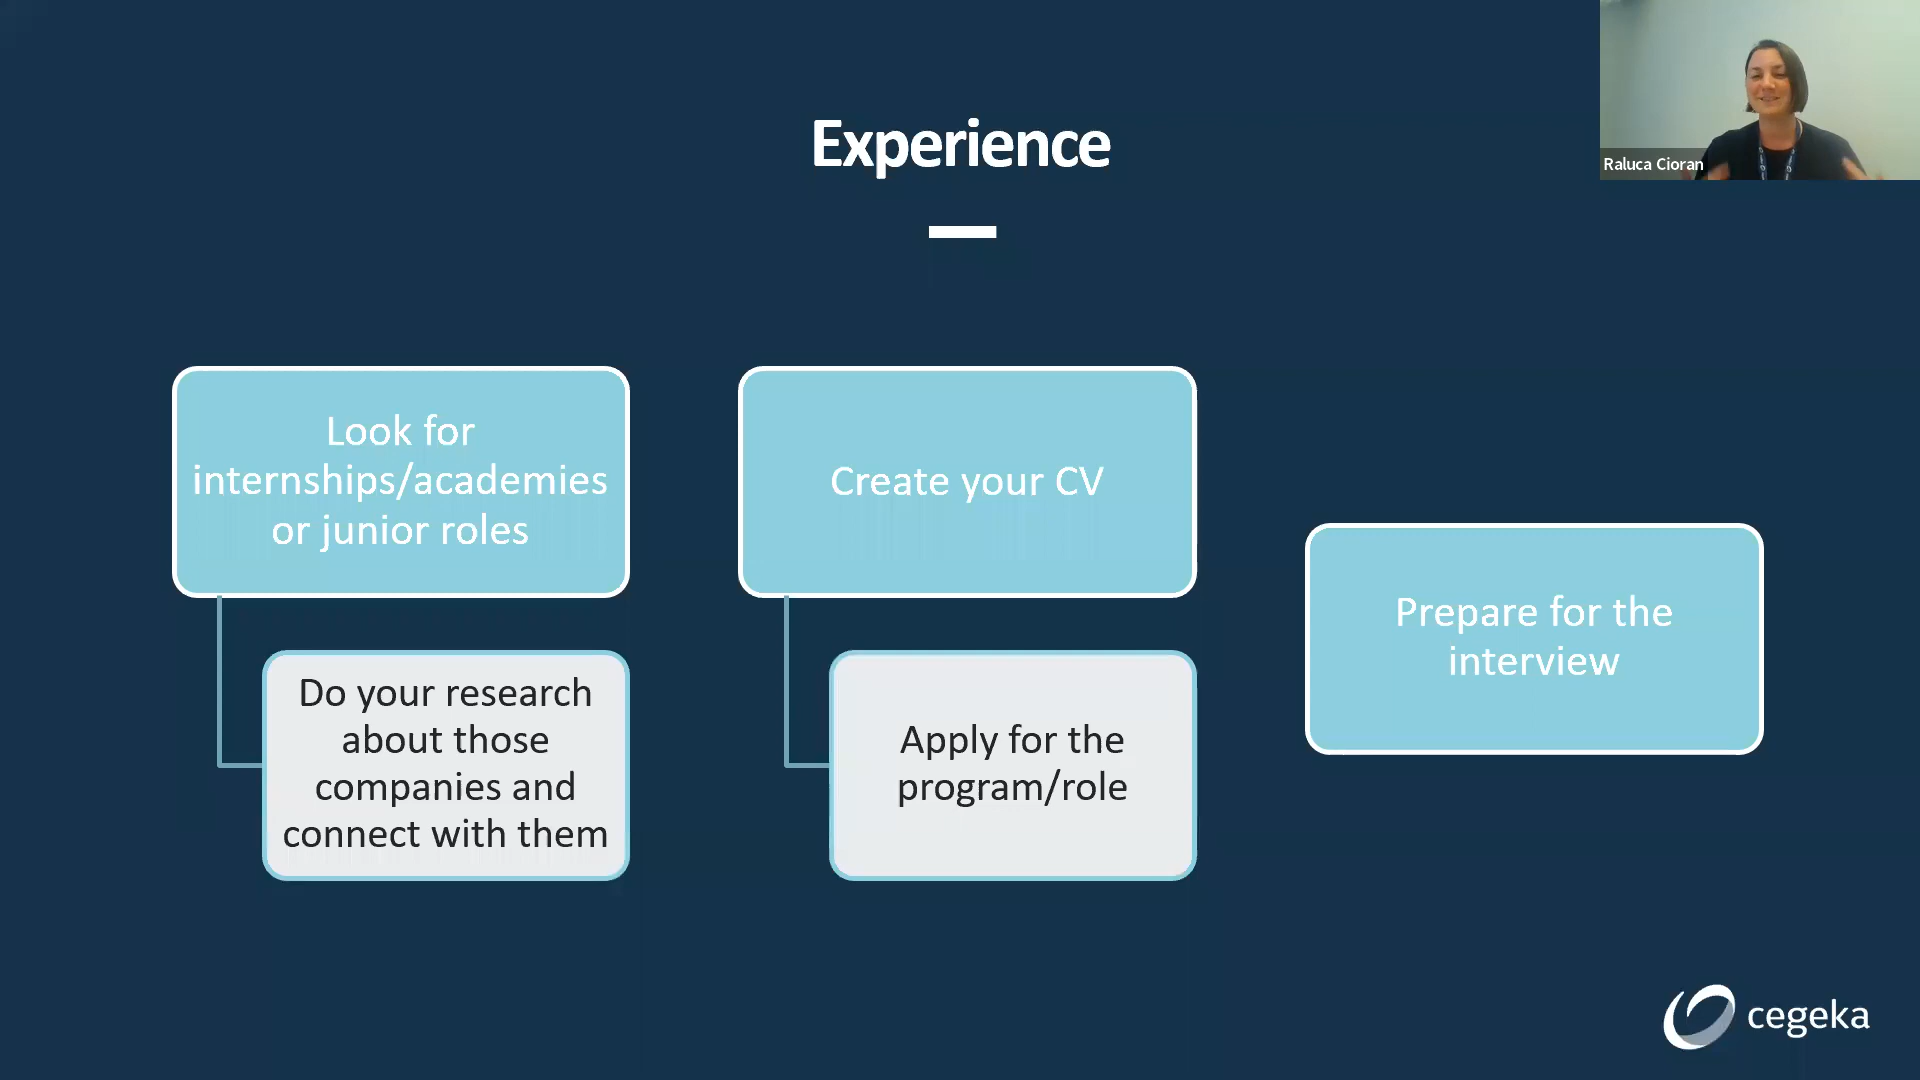 Experience
Raluca Cioran
Look for
internships/academies
or junior roles
Do your research
about those
companies and
connect with them
Create your CV
Apply for the
program/role
Prepare for the
interview
cegeka